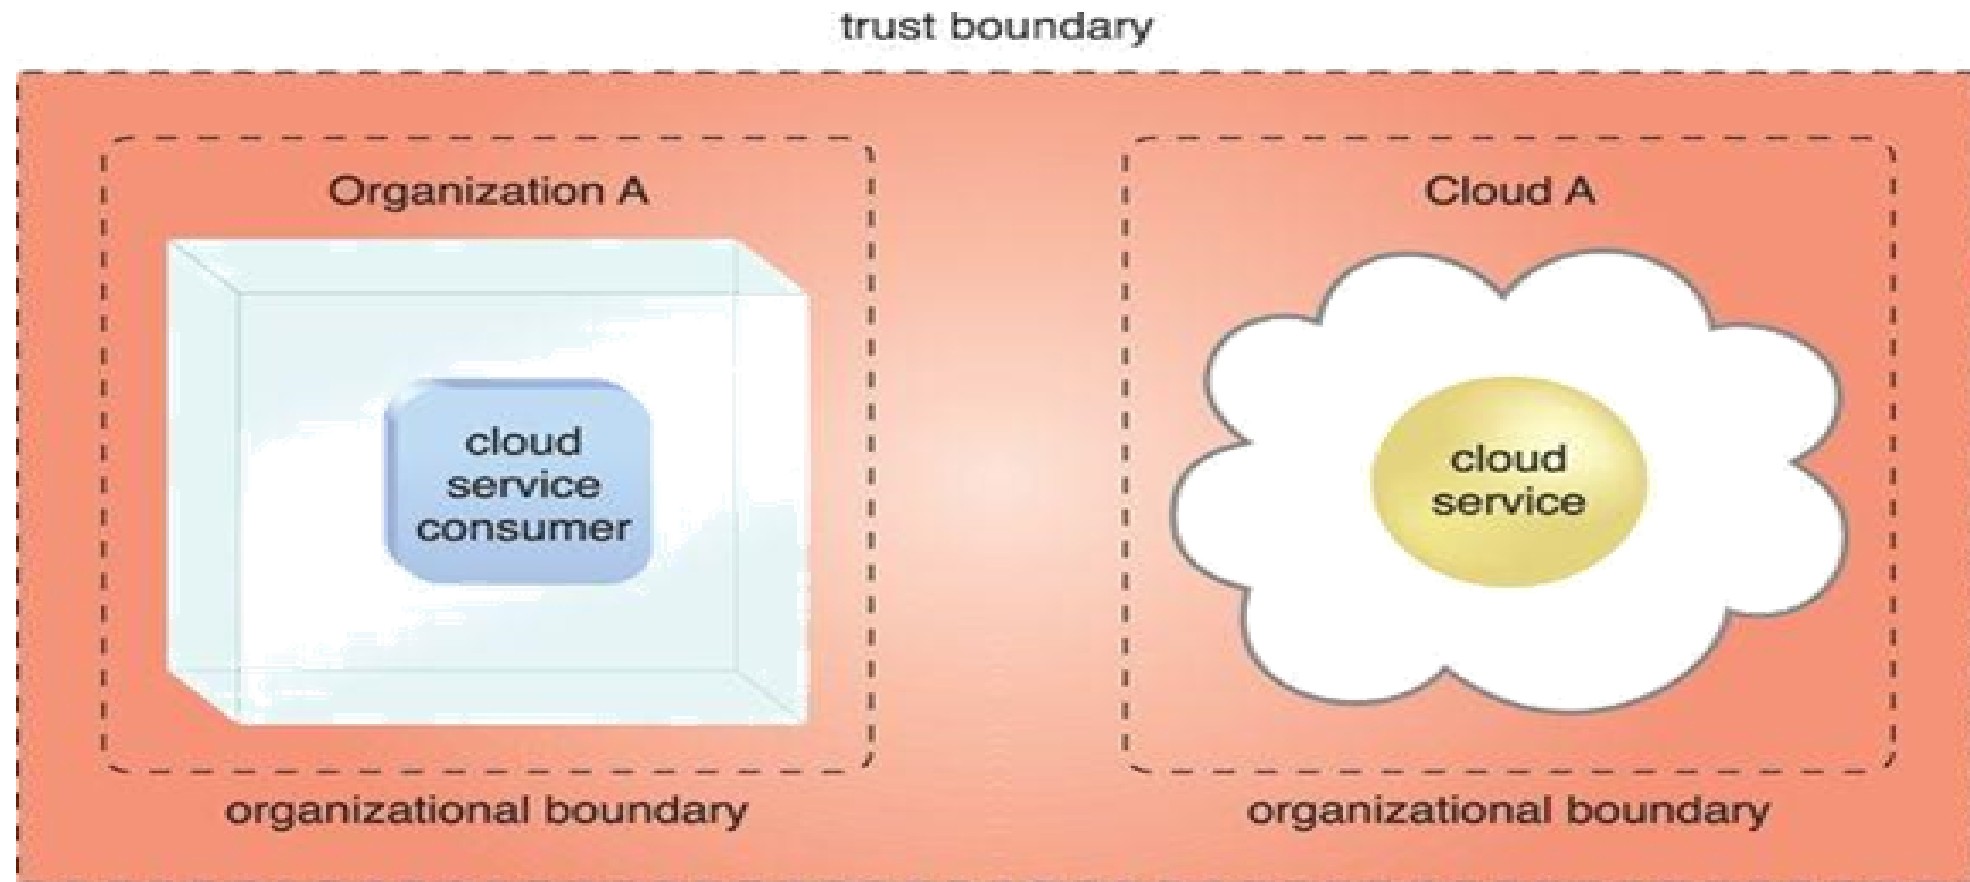 trust boundary
Organization A
cloud
service
consumer
organizational boundary
Cloud A
cloud
service
organizational boundary